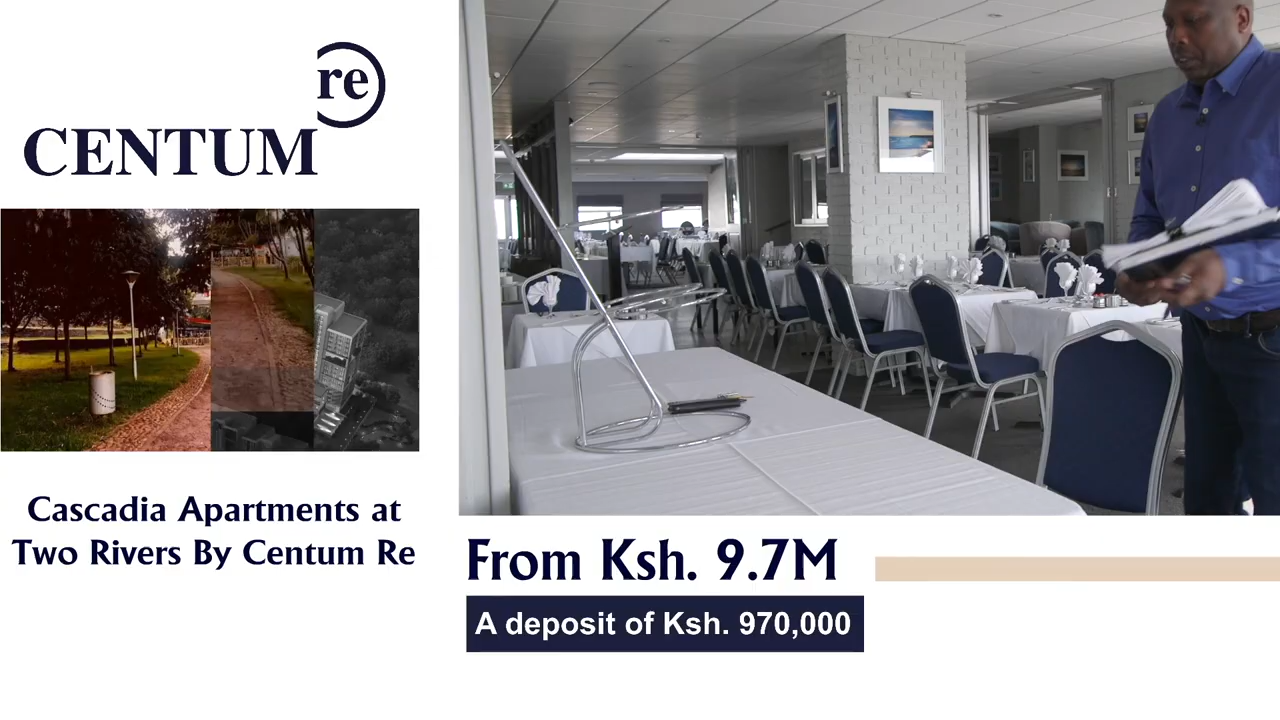 re
CENTUM
Cascadia Apartments at
Two Rivers By Centum Re
From Ksh. 9.7M
A deposit of Ksh. 970,000